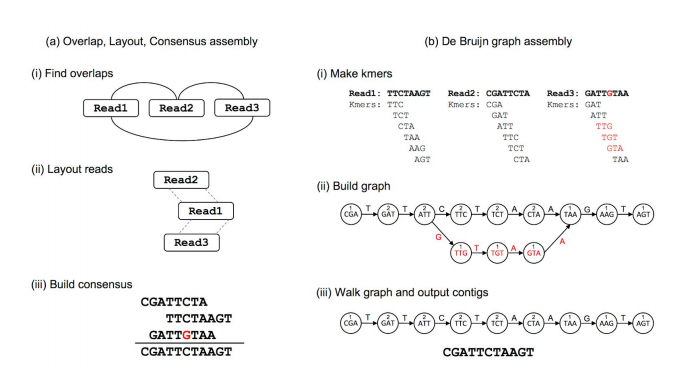 (a) Overlap, Layout, Consensus assembly
(i) Find overlaps
Read1 Read2 Read3
(ii) Layout reads
Read2
Read1
Read3
(iii) Build consensus
CGATTCTA
TTCTAAGT
GATTGTAA
CGATTCTAAGT
(b) De Bruijn graph assembly
(i) Make kmers
Read1: TTCTAAGT Read2: CGATTCTA Read3: GATTGTAA
Kmers: TTC Kmers: CGA Kmers: GAT
TCT GAT ATT
CTA ATT TTG
TAA TTC TGT
AAG TCT GTA
AGT CTA TAA
(ii) Build graph
T T C T A A G T
1 2 2 2 2 2 1 1 1
CGA GAT ATT TTC TCT CTA TAA AAG AGT
G T A A
1 1 1
TTG TGT GTA
(iii) Walk graph and output contigs
T T C T A A G T
1 2 2 2 2 2 1 1 1
CGA GAT ATT TTC TCT CTA TAA AAG AGT
CGATTCTAAGT